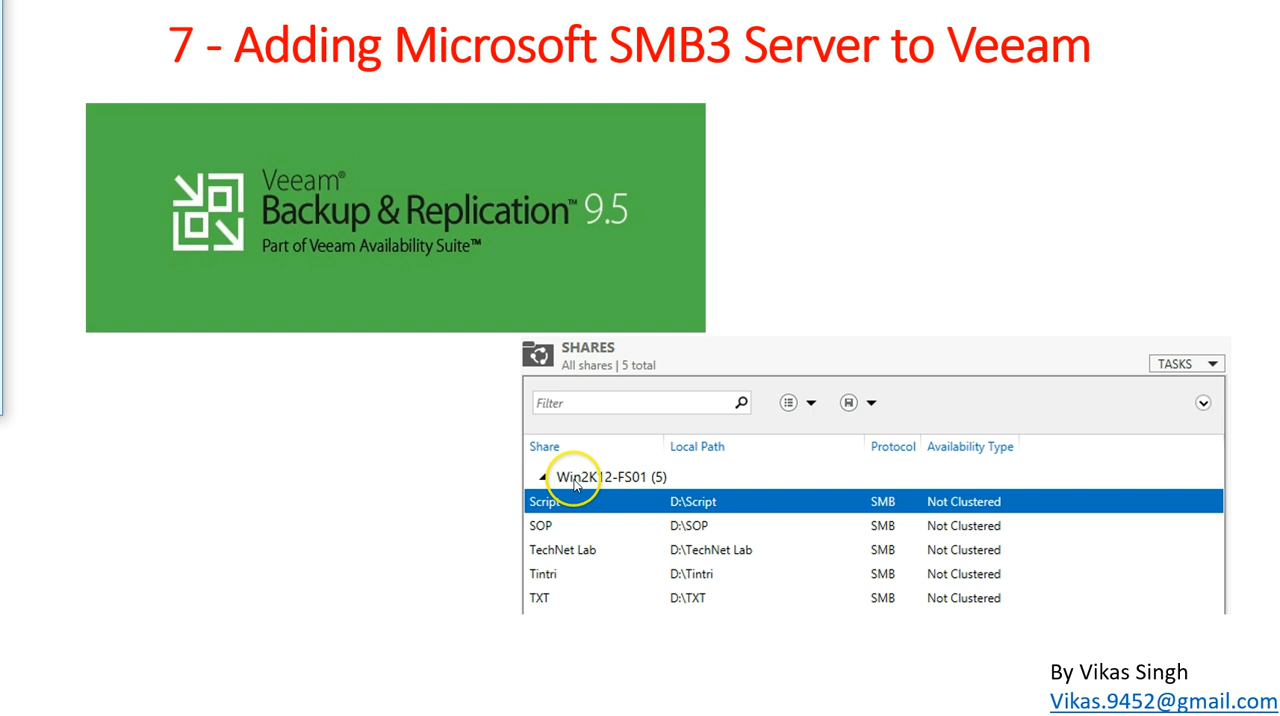 7 - Adding Microsoft SMB3 Server to Veeam
Veeam®
Backup & Replication™ 9.5
Part of Veeam Availability Suite™
SHARES
All shares | 5 total
TASKS
Filter
Share Local Path Protocol Availability Type
Win2K12-FS01 (5)
Script D:\Script SMB Not Clustered
SOP D:\SOP SMB Not Clustered
TechNet Lab D:\TechNet Lab SMB Not Clustered
Tintri D:\Tintri SMB Not Clustered
TXT D:\TXT SMB Not Clustered
By Vikas Singh
Vikas.9452@gmail.com